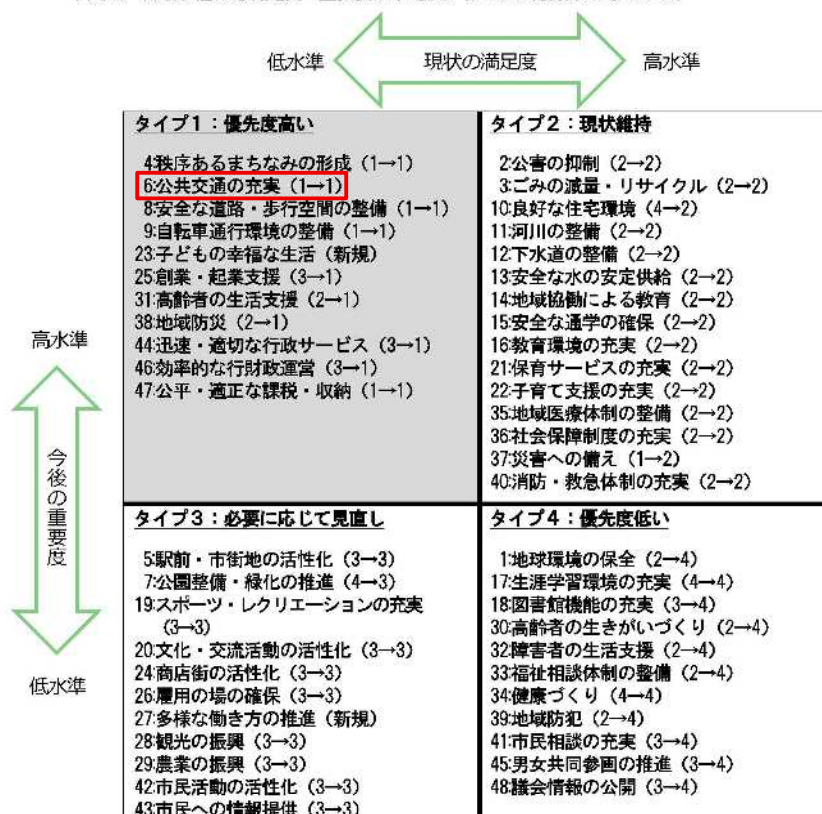 低水準
現状の満足度
高水準
タイプ1：優先度高い
4:秩序あるまちなみの形成（1→1）
6:公共交通の充実（1→1）
8:安全な道路・歩行空間の整備（1→1）
9:自転車通行環境の整備（1→1）
23:子どもの幸福な生活（新規）
25:創業・起業支援（3→1）
31:高齢者の生活支援（2→1）
38:地域防災（2→1）
44:迅速・適切な行政サービス（3→1）
46:効率的な行財政運営（3→1）
47:公平・適正な課税・収納（1→1）
タイプ2：現状維持
2:公害の抑制（2→2）
3:ごみの減量・リサイクル（2→2）
10:良好な住宅環境（4→2）
11:河川の整備（2→2）
12:下水道の整備（2→2）
13:安全な水の安定供給（2→2）
14:地域協働による教育（2→2）
15:安全な通学の確保（2→2）
16:教育環境の充実（2→2）
21:保育サービスの充実（2→2）
22:子育て支援の充実（2→2）
35:地域医療体制の整備（2→2）
36:社会保障制度の充実（2→2）
37:災害への備え（1→2）
40:消防・救急体制の充実（2→2）
高水準
今後の重要度
低水準
タイプ3：必要に応じて見直し
5:駅前・市街地の活性化（3→3）
7:公園整備・緑化の推進（4→3）
19:スポーツ・レクリエーションの充実
（3→3）
20:文化・交流活動の活性化（3→3）
24:商店街の活性化（3→3）
26:雇用の場の確保（3→3）
27:多様な働き方の推進（新規）
28:観光の振興（3→3）
29:農業の振興（3→3）
42:市民活動の活性化（3→3）
43:市民への情報提供（3→3）
タイプ4：優先度低い
1:地球環境の保全（2→4）
17:生涯学習環境の充実（4→4）
18:図書館機能の充実（3→4）
30:高齢者の生きがいづくり（2→4）
32:障害者の生活支援（2→4）
33:福祉相談体制の整備（2→4）
34:健康づくり（4→4）
39:地域防犯（2→4）
41:市民相談の充実（3→4）
45:男女共同参画の推進（3→4）
48:議会情報の公開（3→4）